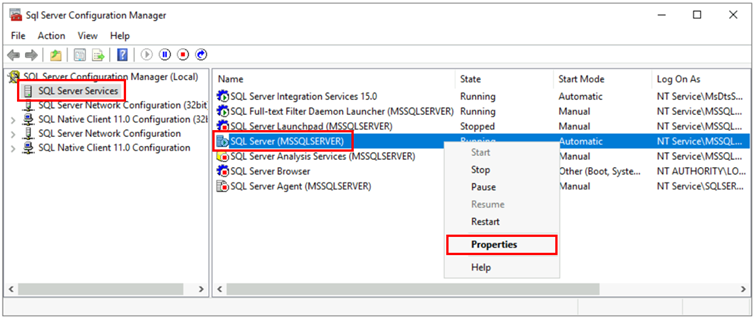 Sql Server Configuration Manager
File Action View Help
SQL Server Configuration Manager (Local)
SQL Server Services
SQL Server Network Configuration (32bit
SQL Native Client 11.0 Configuration (32
SQL Server Network Configuration
SQL Native Client 11.0 Configuration
Name State Start Mode Log On As
SQL Server Integration Services 15.0 Running Automatic NT Service\MsDtsS...
SQL Full-text Filter Daemon Launcher (MSSQLSERVER) Running Manual NT Service\MSSQL...
SQL Server Launchpad (MSSQLSERVER) Stopped Manual NT Service\MSSQL...
SQL Server (MSSQLSERVER) Running Automatic NT Service\MSSQL...
SQL Server Analysis Services (MSSQLSERVER) Manual NT Service\MSSQL...
SQL Server Browser Other (Boot, Syste... NT AUTHORITY\LO...
SQL Server Agent (MSSQLSERVER) Manual NT Service\SQLSER...
Start
Stop
Pause
Resume
Restart
Properties
Help